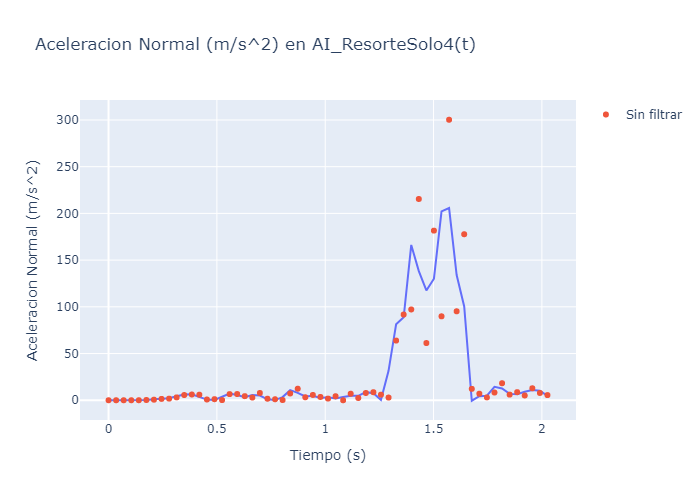 Aceleracion Normal (m/s^2) en AI_ResorteSolo4(t)
Sin filtrar
300
250
200
150
100
50
0
Aceleracion Normal (m/s^2)
0 0.5 1 1.5 2
Tiempo (s)